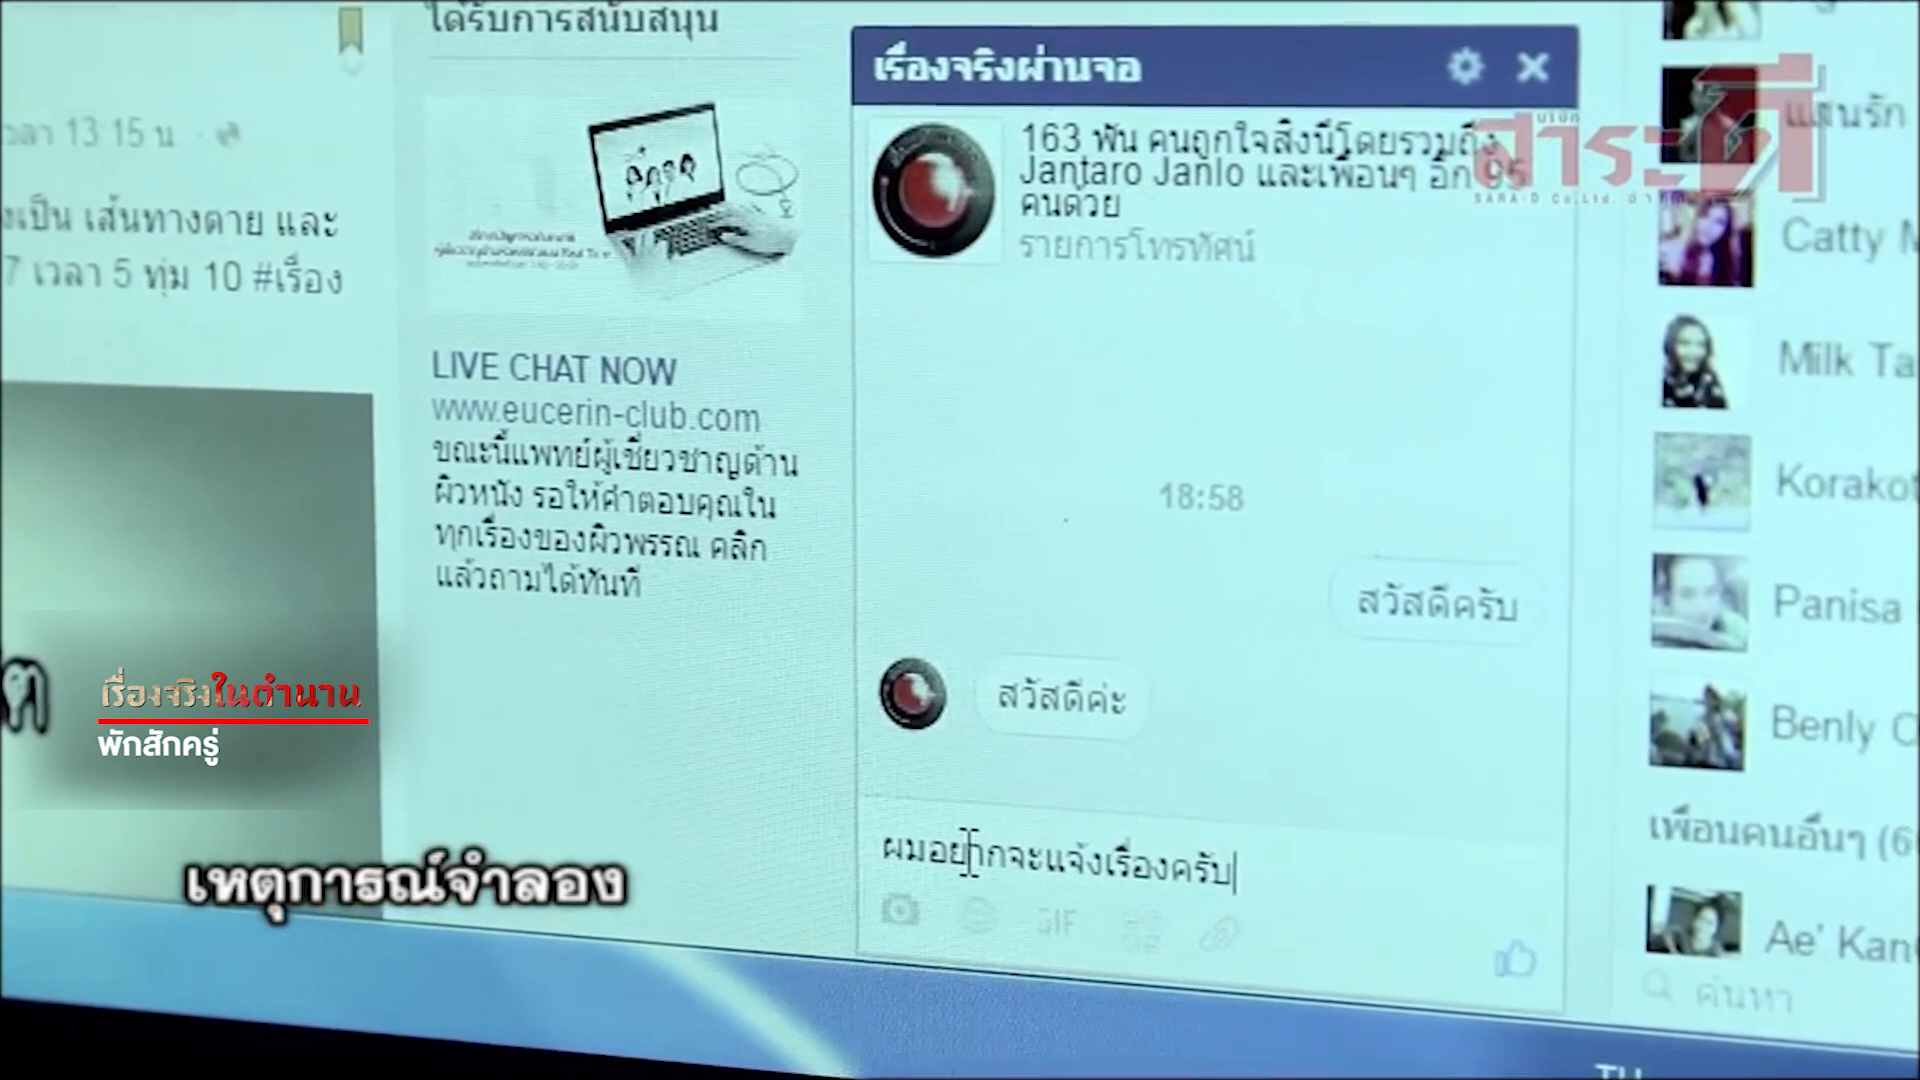 ได้รับการสนับสนุน
เวลา 13:15 น.
เป็น เส้นทางตาย และ
7 เวลา 5 ทุ่ม 10 #เรื่อง
LIVE CHAT NOW
www.eucerin-club.com
ขณะนี้แพทย์ผู้เชี่ยวชาญด้าน
ผิวหนัง รอให้คำตอบคุณใน
ทุกเรื่องของผิวพรรณ คลิก
แล้วถามได้ทันที
เรื่องจริงผ่านจอ
163 พัน คนถูกใจสิ่งนี้โดยรวมถึง
Jantaro Janlo และเพื่อนๆ อีก 95
คนด้วย
รายการโทรทัศน์
18:58
สวัสดีครับ
สวัสดีค่ะ
ผมอยากจะแจ้งเรื่องครับ
GIF
บริษัท
สาระดี
SARA-D Co.,Ltd.
แสนรัก
Catty
Milk Ta
Korakot
Panisa
Benly
เพื่อนคนอื่นๆ (6
Ae' Kan
ค้นหา
TH
เรื่องจริงในตำนาน
พักสักครู่
เหตุการณ์จำลอง